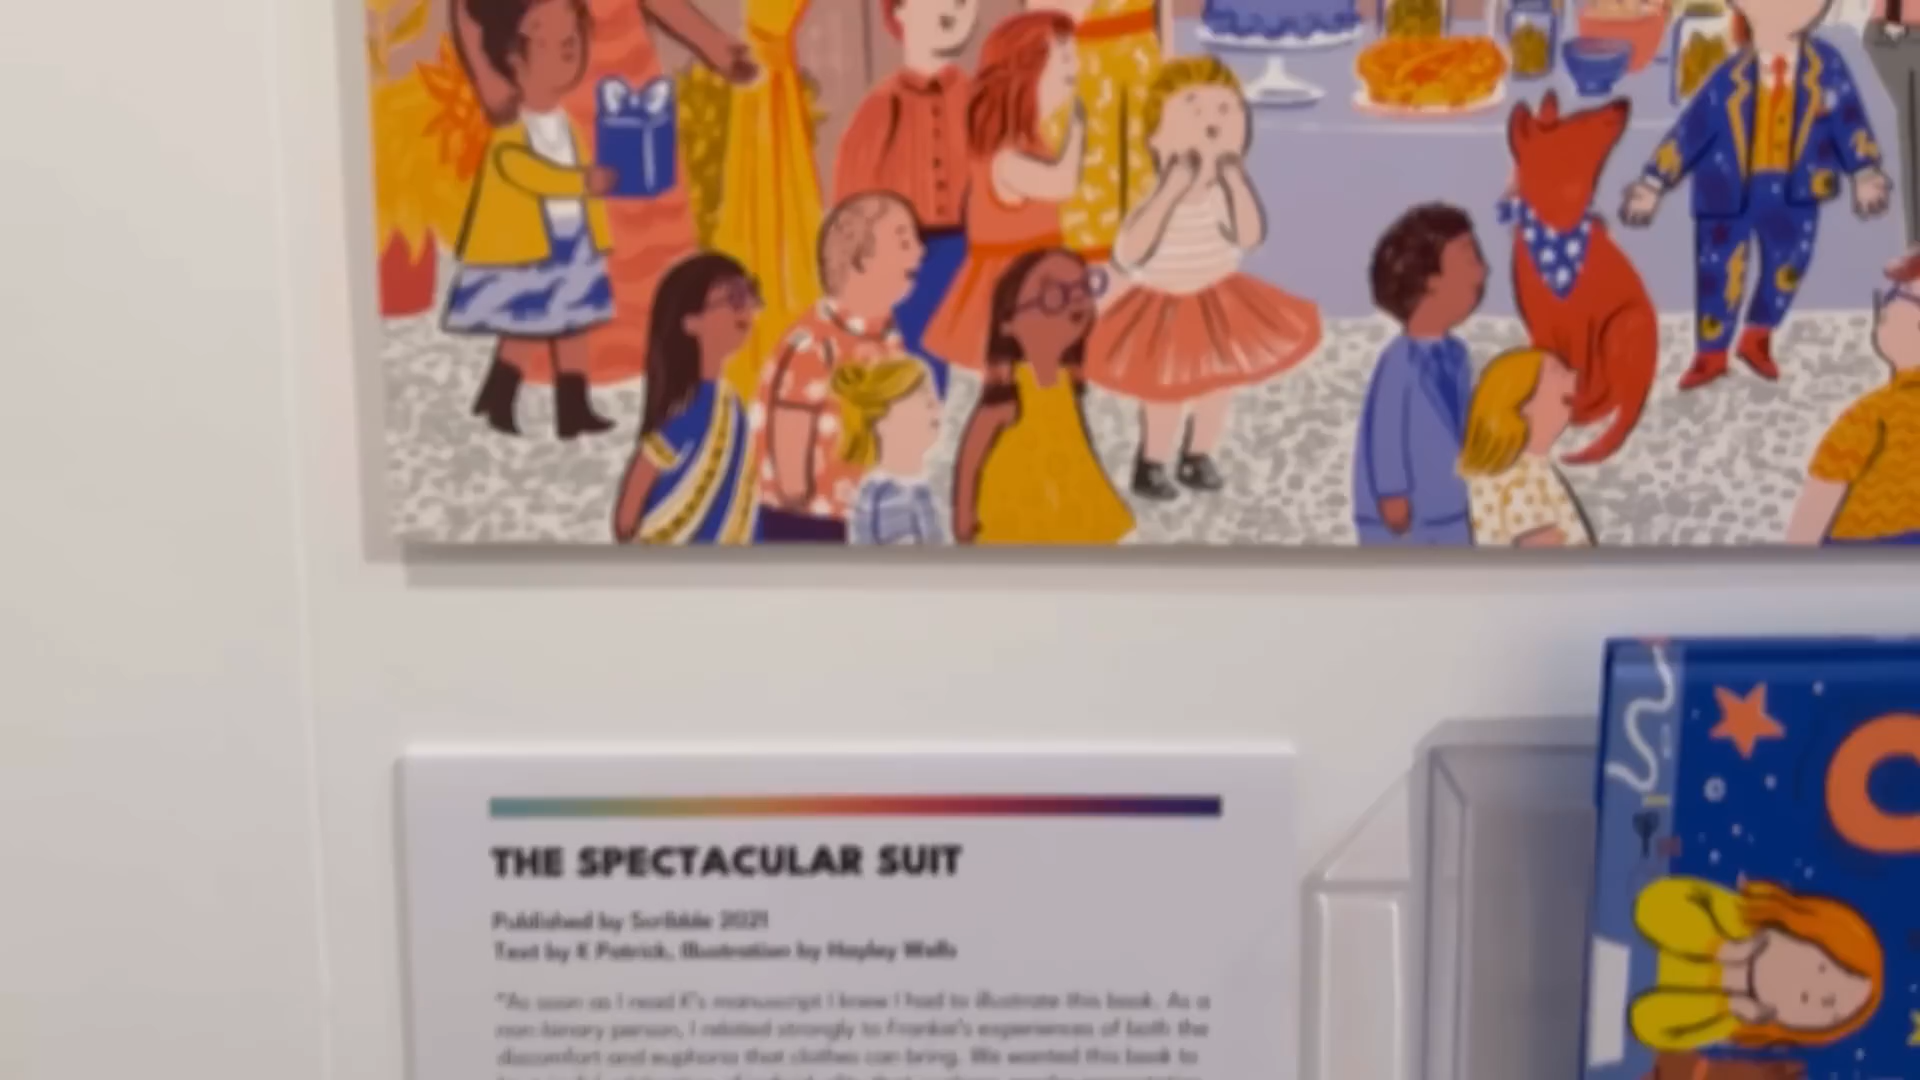 THE SPECTACULAR SUIT
Published by Scribble 2021
Text by K Patrick, Illustration by Hayley Wells
"As soon as I read K's manuscript I knew I had to illustrate this book. As a
non-binary person, I related strongly to Frankie's experiences of both the
discomfort and euphoria that clothes can bring. We wanted this book to